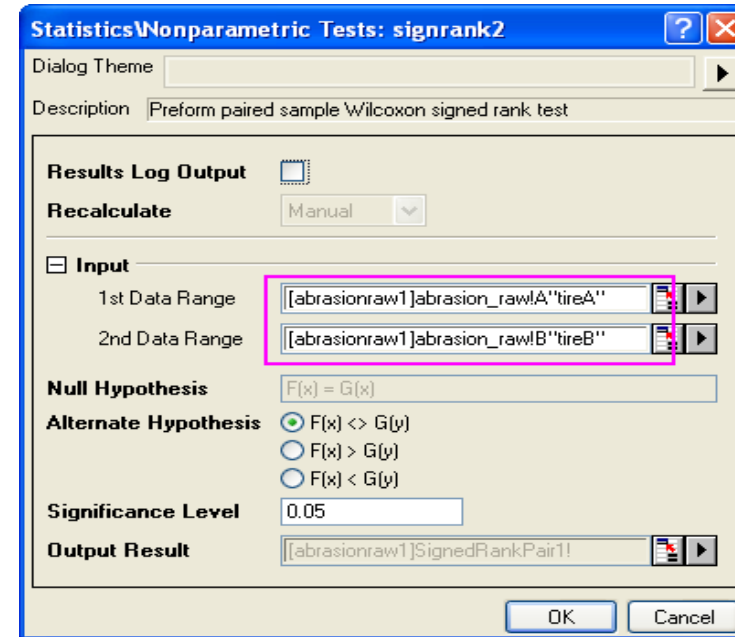 Statistics\Nonparametric Tests: signrank2
Dialog Theme
Description Preform paired sample Wilcoxon signed rank test
Results Log Output
Recalculate Manual
Input
1st Data Range [abrasionraw1]abrasion_raw!A"tireA"
2nd Data Range [abrasionraw1]abrasion_raw!B"tireB"
Null Hypothesis F(x) = G(x)
Alternate Hypothesis F(x) <> G(y)
F(x) > G(y)
F(x) < G(y)
Significance Level 0.05
Output Result [abrasionraw1]SignedRankPair1!
OK Cancel